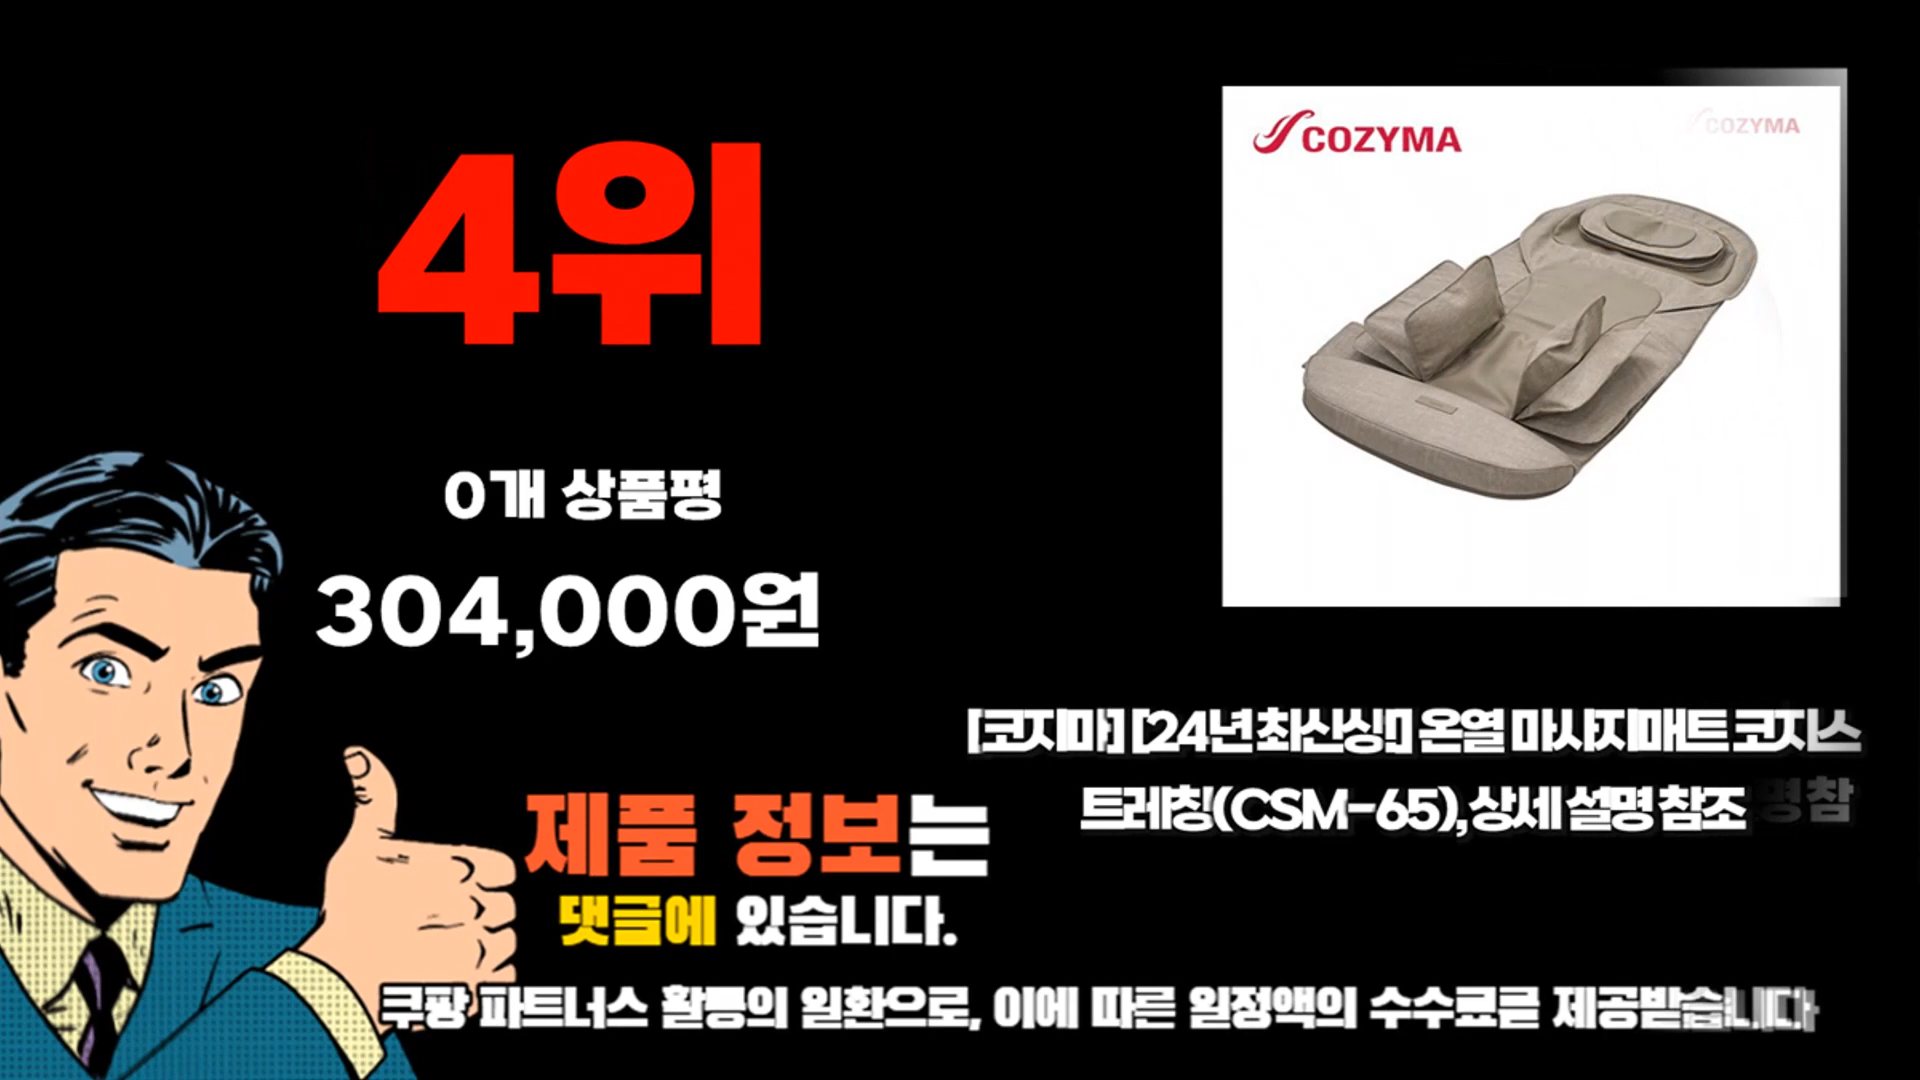 4위
COZYMA
COZYMA
0개 상품평
304,000원
[코지마] [24년 최신상!] 온열 마사지매트 코지스
트레칭(CSM-65), 상세 설명 참조
명 참
제품 정보는
댓글에 있습니다.
쿠팡 파트너스 활동의 일환으로, 이에 따른 일정액의 수수료를 제공받습니다